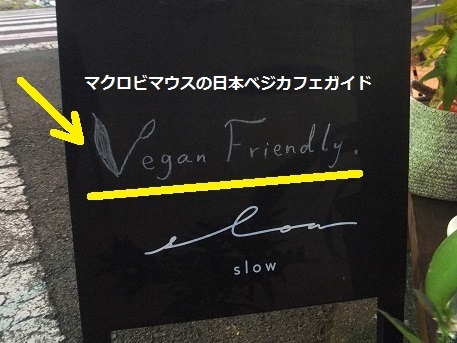 マクロビマウスの日本ベジカフェガイド
Vegan Friendly.
slow
slow